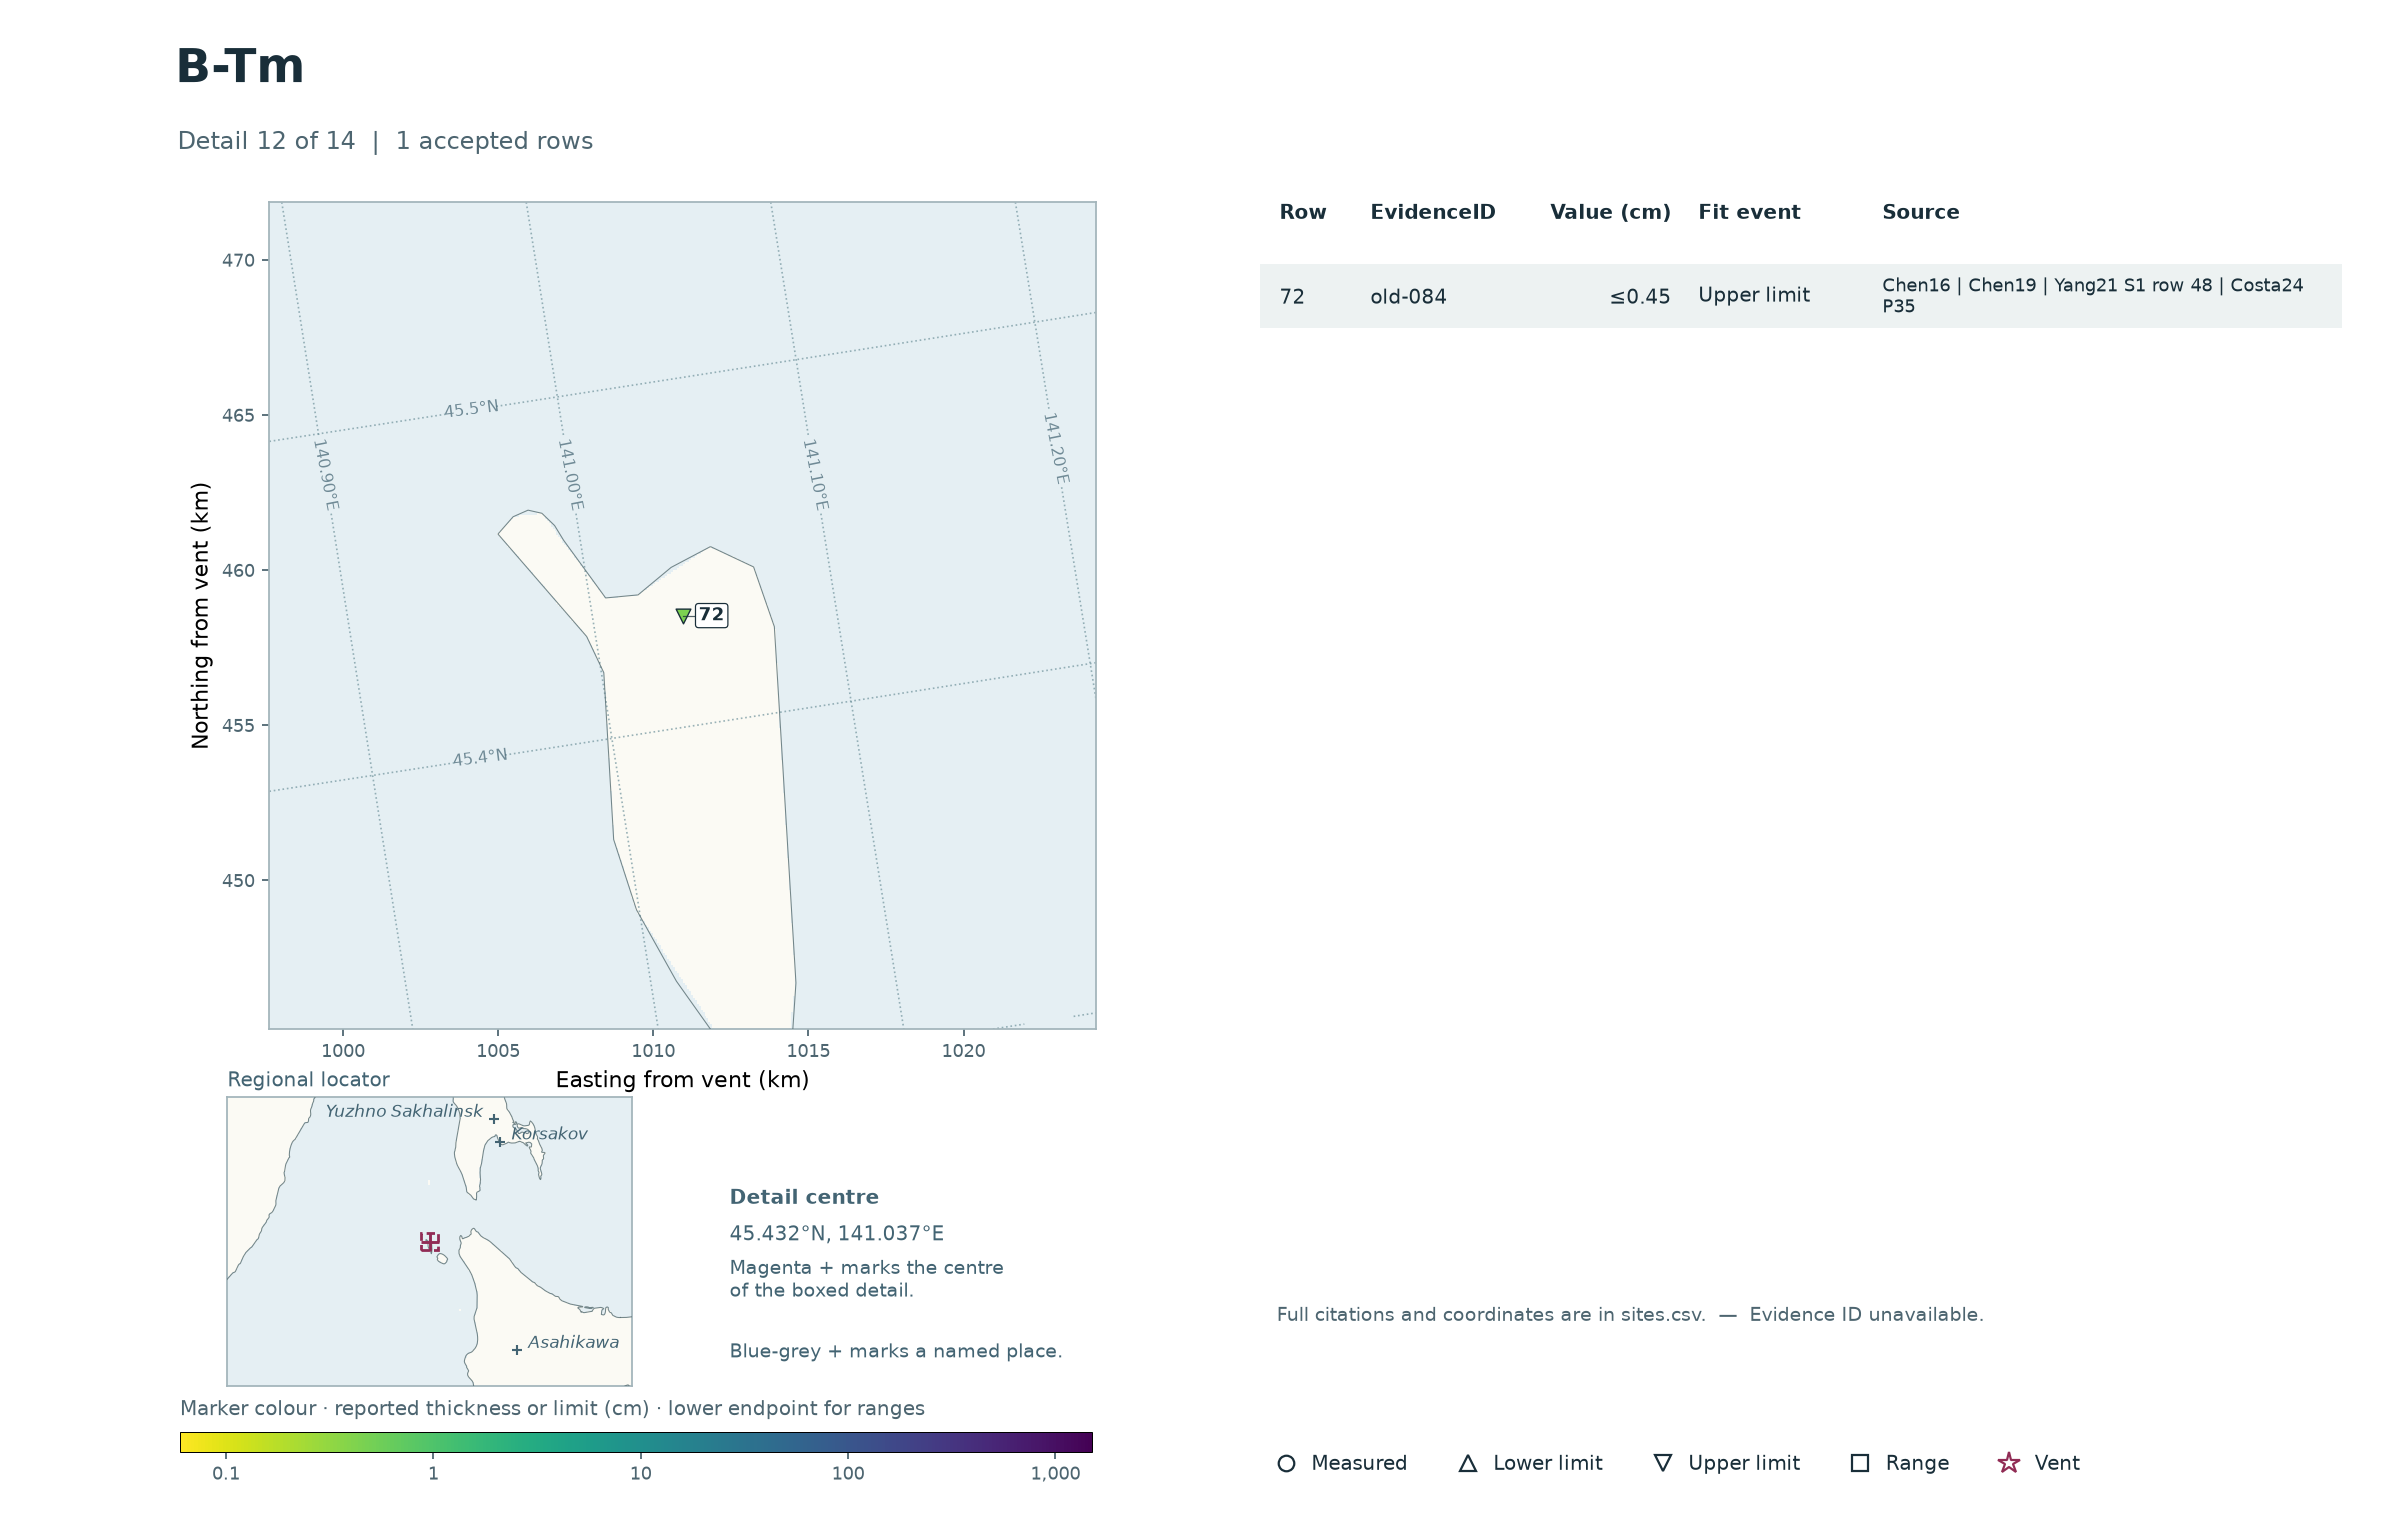 B-Tm
Detail 12 of 14 | 1 accepted rows
470
465
460
455
450
Northing from vent (km)
45.5°N
45.4°N
140.90°E
141.00°E
141.10°E
141.20°E
72
1000
1005
1010
1015
1020
Easting from vent (km)
Row EvidenceID Value (cm) Fit event Source
72 old-084 ≤0.45 Upper limit Chen16 | Chen19 | Yang21 S1 row 48 | Costa24
P35
Regional locator
Yuzhno Sakhalinsk
Korsakov
Asahikawa
Detail centre
45.432°N, 141.037°E
Magenta + marks the centre
of the boxed detail.
Blue-grey + marks a named place.
Full citations and coordinates are in sites.csv. — Evidence ID unavailable.
Marker colour · reported thickness or limit (cm) · lower endpoint for ranges
0.1
1
10
100
1,000
Measured
Lower limit
Upper limit
Range
Vent